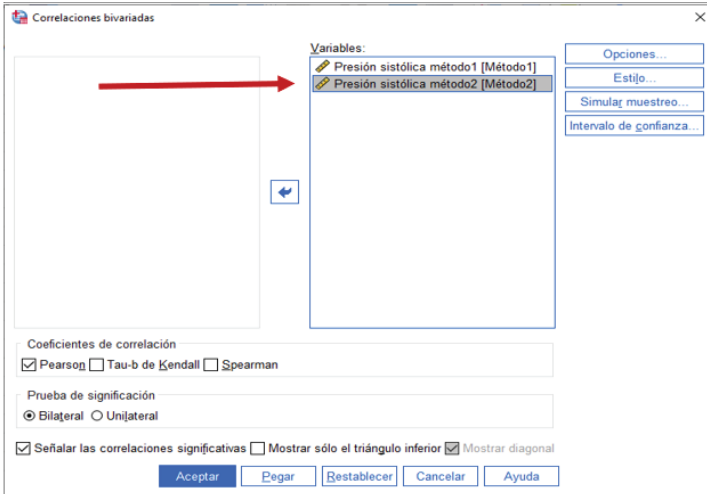 Correlaciones bivariadas
Variables:
Presión sistólica método1 [Método1]
Presión sistólica método2 [Método2]
Opciones...
Estilo...
Simular muestreo...
Intervalo de confianza...
Coeficientes de correlación
Pearson Tau-b de Kendall Spearman
Prueba de significación
Bilateral Unilateral
Señalar las correlaciones significativas Mostrar sólo el triángulo inferior Mostrar diagonal
Aceptar Pegar Restablecer Cancelar Ayuda